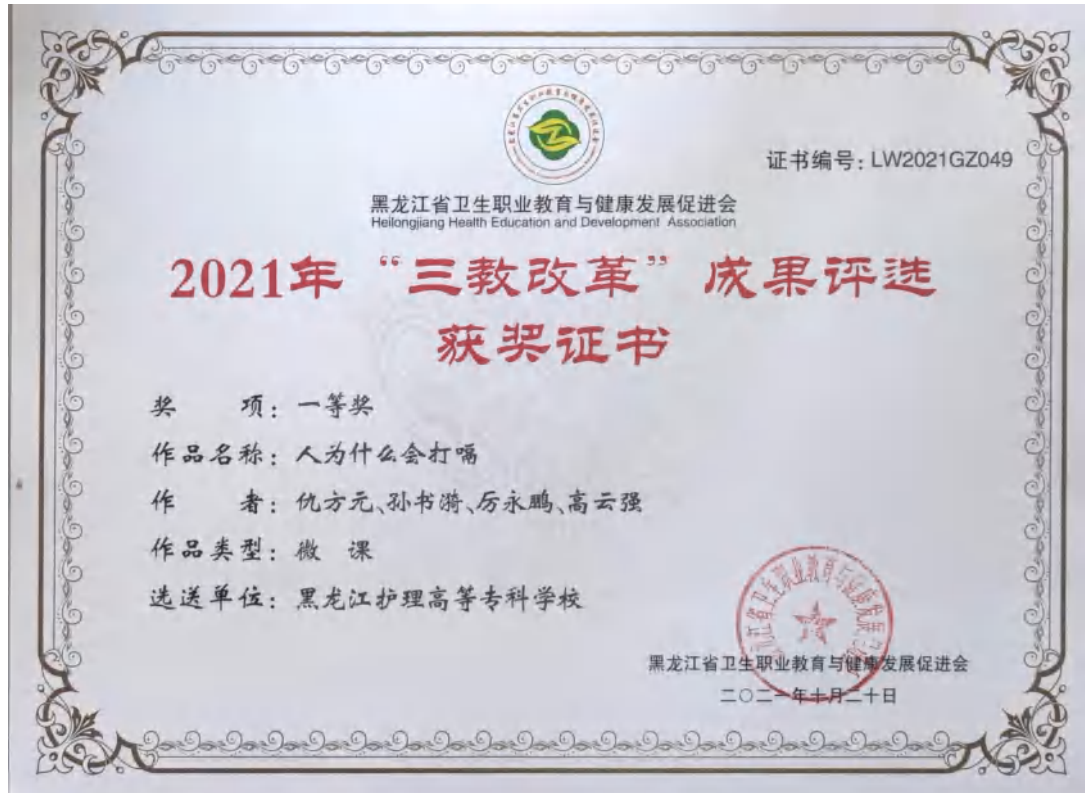 证书编号：LW2021GZ049
黑龙江省卫生职业教育与健康发展促进会
Heilongjiang Health Education and Development Association
2021年“三教改革”成果评选
获奖证书
奖项：一等奖
作品名称：人为什么会打嗝
作者：仇方元、孙书漪、厉永鹏、高云强
作品类型：微课
选送单位：黑龙江护理高等专科学校
黑龙江省卫生职业教育与健康发展促进会
二〇二一年十月二十日